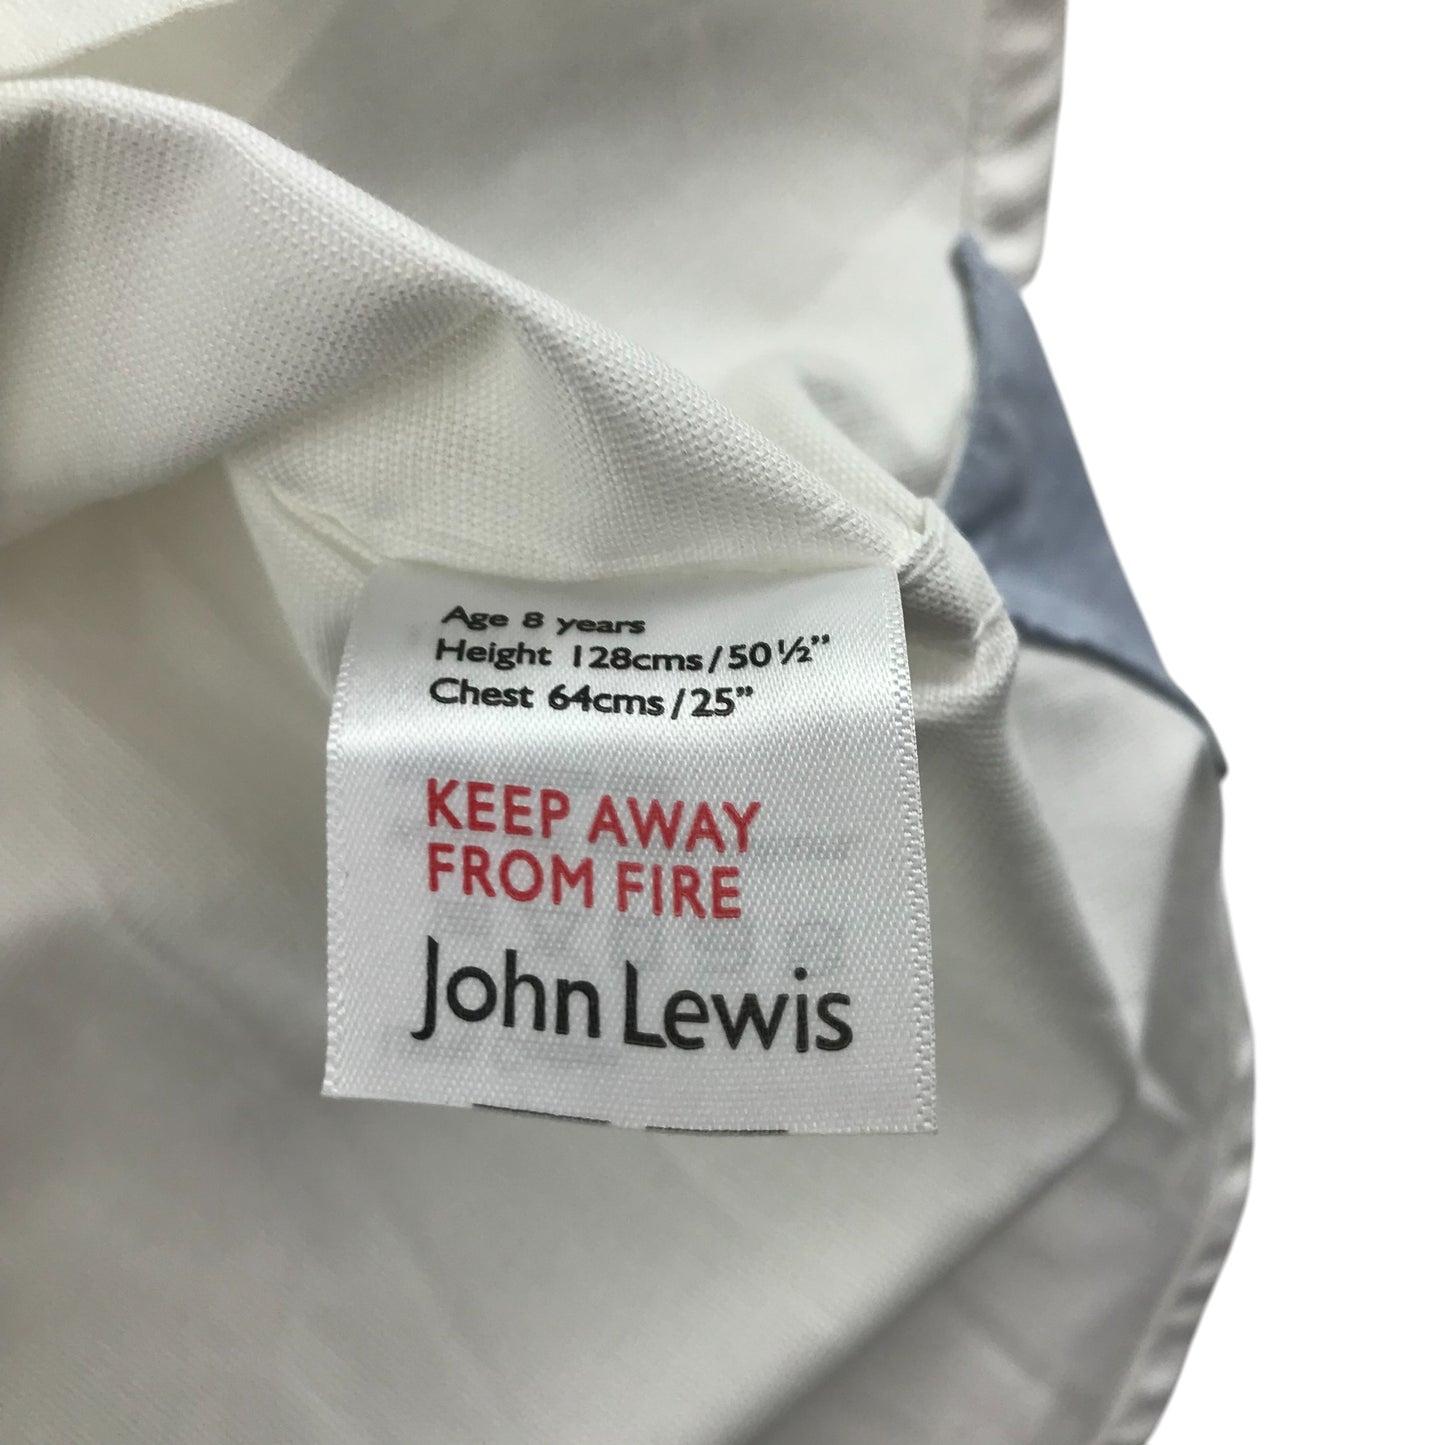 Age 8 years
Height 128cms/50½”
Chest 64cms/25”
KEEP AWAY
FROM FIRE
John Lewis